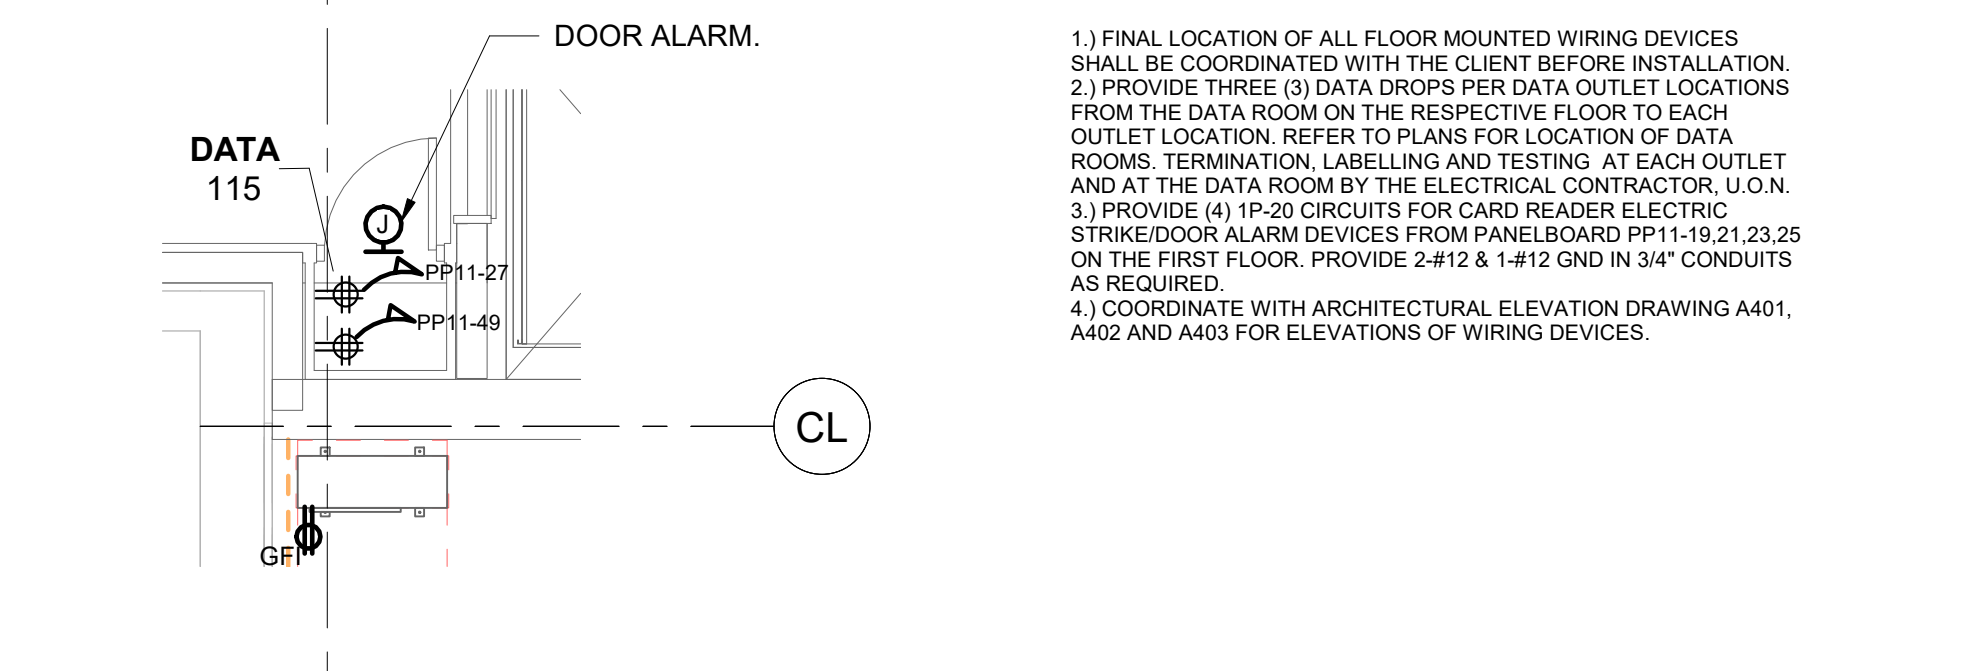 DOOR ALARM.
DATA
115
J
PP11-27
PP11-49
CL
GFI
1.) FINAL LOCATION OF ALL FLOOR MOUNTED WIRING DEVICES
SHALL BE COORDINATED WITH THE CLIENT BEFORE INSTALLATION.
2.) PROVIDE THREE (3) DATA DROPS PER DATA OUTLET LOCATIONS
FROM THE DATA ROOM ON THE RESPECTIVE FLOOR TO EACH
OUTLET LOCATION. REFER TO PLANS FOR LOCATION OF DATA
ROOMS. TERMINATION, LABELLING AND TESTING  AT EACH OUTLET
AND AT THE DATA ROOM BY THE ELECTRICAL CONTRACTOR, U.O.N.
3.) PROVIDE (4) 1P-20 CIRCUITS FOR CARD READER ELECTRIC
STRIKE/DOOR ALARM DEVICES FROM PANELBOARD PP11-19,21,23,25
ON THE FIRST FLOOR. PROVIDE 2-#12 & 1-#12 GND IN 3/4" CONDUITS
AS REQUIRED.
4.) COORDINATE WITH ARCHITECTURAL ELEVATION DRAWING A401,
A402 AND A403 FOR ELEVATIONS OF WIRING DEVICES.